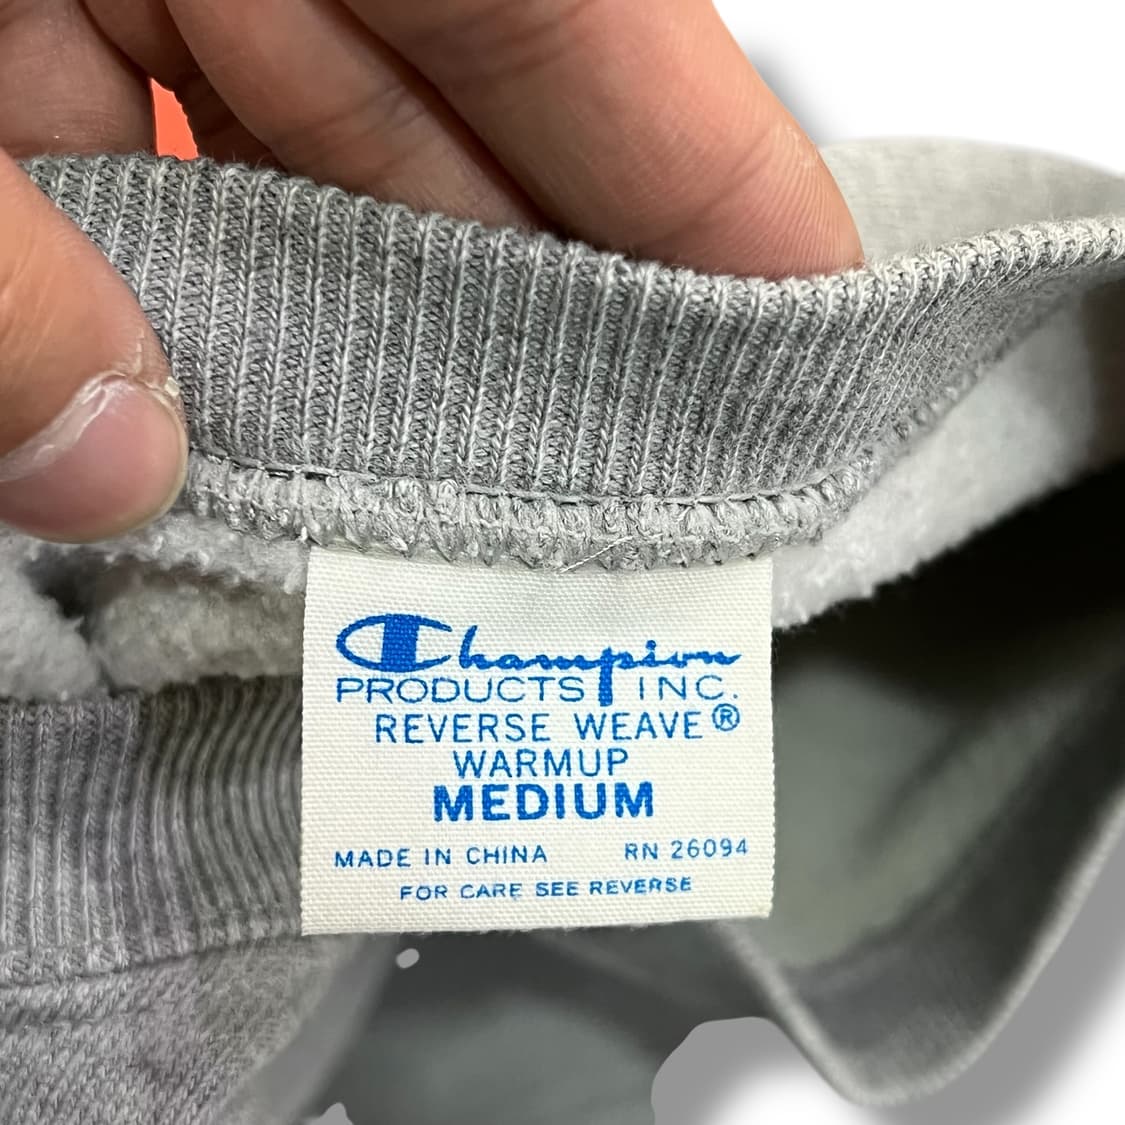 Champion
PRODUCTS INC.
REVERSE WEAVE®
WARMUP
MEDIUM
MADE IN CHINA RN 26094
FOR CARE SEE REVERSE